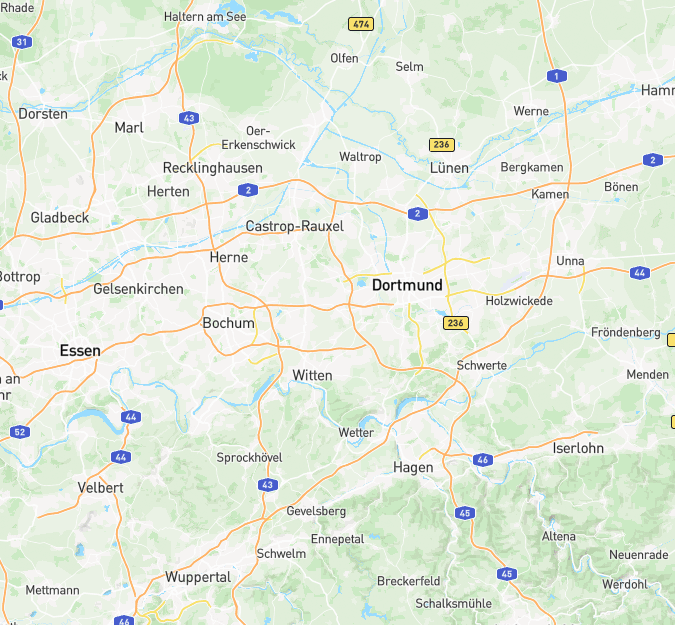 Rhade
Haltern am See
474
31
Olfen
Selm
1
Hamm
Dorsten
Marl
43
Werne
Oer-
Erkenschwick
236
Waltrop
Recklinghausen
Lünen
Bergkamen
2
Herten
2
Kamen
Bönen
Gladbeck
2
Castrop-Rauxel
Herne
Unna
44
Bottrop
Gelsenkirchen
Dortmund
Holzwickede
Bochum
236
Fröndenberg
Essen
Schwerte
Witten
Menden
44
52
Wetter
Iserlohn
44
Sprockhövel
46
Hagen
Velbert
43
Gevelsberg
45
Ennepetal
Altena
Schwelm
Neuenrade
Wuppertal
45
Breckerfeld
Werdohl
Mettmann
Schalksmühle
46